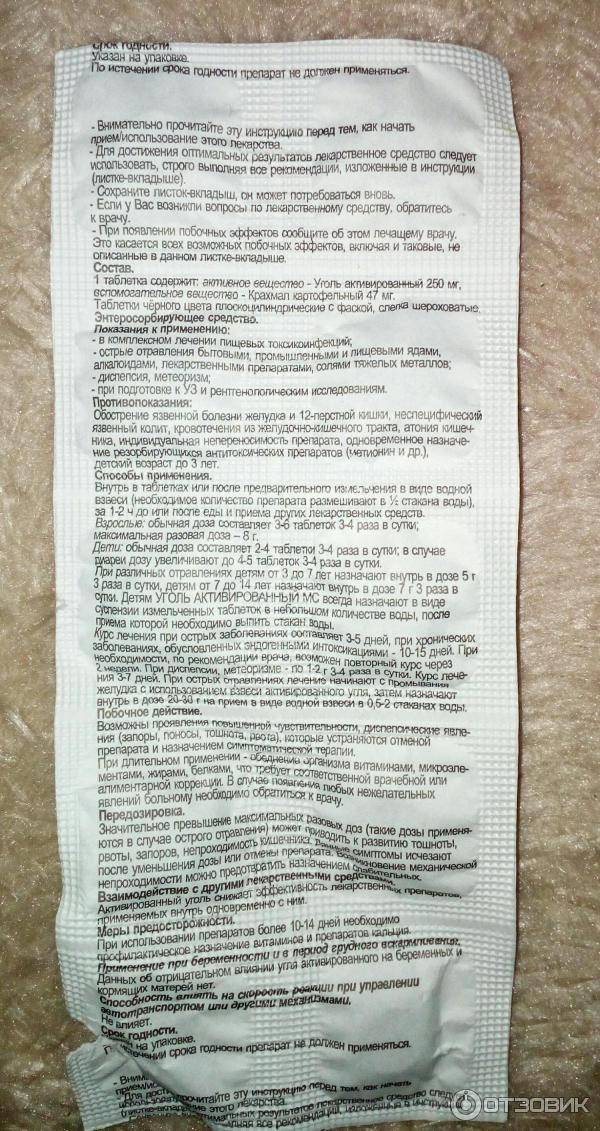 Срок годности.
Указан на упаковке.
По истечении срока годности препарат не должен применяться.
- Внимательно прочитайте эту инструкцию перед тем, как начать
прием/использование этого лекарства.
- Для достижения оптимальных результатов лекарственное средство следует
использовать, строго выполняя все рекомендации, изложенные в инструкции
(листке-вкладыше).
- Сохраните листок-вкладыш, он может потребоваться вновь.
- Если у Вас возникли вопросы по лекарственному средству, обратитесь
к врачу.
- При появлении побочных эффектов сообщите об этом лечащему врачу.
Это касается всех возможных побочных эффектов, включая и таковые, не
описанные в данном листке-вкладыше.
Состав.
1 таблетка содержит: активное вещество - Уголь активированный 250 мг,
вспомогательное вещество - Крахмал картофельный 47 мг.
Таблетки чёрного цвета плоскоцилиндрические с фаской, слегка шероховатые.
Энтеросорбирующее средство.
Показания к применению:
- в комплексном лечении пищевых токсикоинфекций;
- острые отравления бытовыми, промышленными и пищевыми ядами,
алкалоидами, лекарственными препаратами, солями тяжелых металлов;
- диспепсия, метеоризм;
- при подготовке к УЗ и рентгенологическим исследованиям.
Противопоказания:
Обострение язвенной болезни желудка и 12-перстной кишки, неспецифический
язвенный колит, кровотечения из желудочно-кишечного тракта, атония кишеч-
ника, индивидуальная непереносимость препарата, одновременное назначе-
ние резорбирующихся антитоксических препаратов (метионин и др.),
детский возраст до 3 лет.
Способы применения.
Внутрь в таблетках или после предварительного измельчения в виде водной
взвеси (необходимое количество препарата размешивают в ½ стакана воды),
за 1-2 ч до или после еды и приема других лекарственных средств.
Взрослые: обычная доза составляет 3-6 таблеток 3-4 раза в сутки;
максимальная разовая доза – 8 г.
Дети: обычная доза составляет 2-4 таблетки 3-4 раза в сутки; в случае
диареи дозу увеличивают до 4-5 таблеток 3-4 раза в сутки.
При различных отравлениях детям от 3 до 7 лет назначают внутрь в дозе 5 г
3 раза в сутки, детям от 7 до 14 лет назначают внутрь в дозе 7 г 3 раза в
сутки. Детям УГОЛЬ АКТИВИРОВАННЫЙ МС всегда назначают в виде
суспензии измельченных таблеток в небольшом количестве воды, после
приема которой необходимо выпить стакан воды.
Курс лечения при острых заболеваниях составляет 3-5 дней, при хронических
заболеваниях, обусловленных эндогенными интоксикациями - 10-15 дней. При
необходимости, по рекомендации врача, возможен повторный курс через
2 недели. При диспепсии, метеоризме - по 1-2 г 3-4 раза в сутки. Курс лече-
ния 3-7 дней. При острых отравлениях лечение начинают с промывания
желудка с использованием взвеси активированного угля, затем назначают
внутрь в дозе 20-30 г на прием в виде водной взвеси в 0,5-2 стаканах воды.
Побочное действие.
Возможны проявления повышенной чувствительности, диспепсические явле-
ния (запоры, поносы, тошнота, рвота), которые устраняются отменой
препарата и назначением симптоматической терапии.
При длительном применении - обеднение организма витаминами, микроэле-
ментами, жирами, белками, что требует соответственной врачебной или
алиментарной коррекции. В случае появления любых нежелательных
явлений больному необходимо обратиться к врачу.
Передозировка.
Значительное превышение максимальных разовых доз (такие дозы применя-
ются в случае острого отравления) может приводить к развитию тошноты,
рвоты, запоров, непроходимость кишечника. Данные симптомы исчезают
после уменьшения дозы или отмены препарата. Возникновение механической
непроходимости можно предотвратить назначением слабительных.
Взаимодействие с другими лекарственными средствами.
Активированный уголь снижает эффективность лекарственных препаратов,
применяемых внутрь одновременно с ним.
Меры предосторожности.
При использовании препаратов более 10-14 дней необходимо
профилактическое назначение витаминов и препаратов кальция.
Применение при беременности и в период грудного вскармливания.
Данных об отрицательном влиянии угля активированного на беременных и
кормящих матерей нет.
Способность влиять на скорость реакции при управлении
автотранспортом или другими механизмами.
Не влияет.
Срок годности.
на упаковке.
истечении срока годности препарат не должен применяться.
- Внимательно прочитайте эту инструкцию перед тем, как начать
этого лекарства.
- Для достижения оптимальных результатов лекарственное средство
все рекомендации, изложенные в
(листке-вкладыше)
ОТЗОВИК